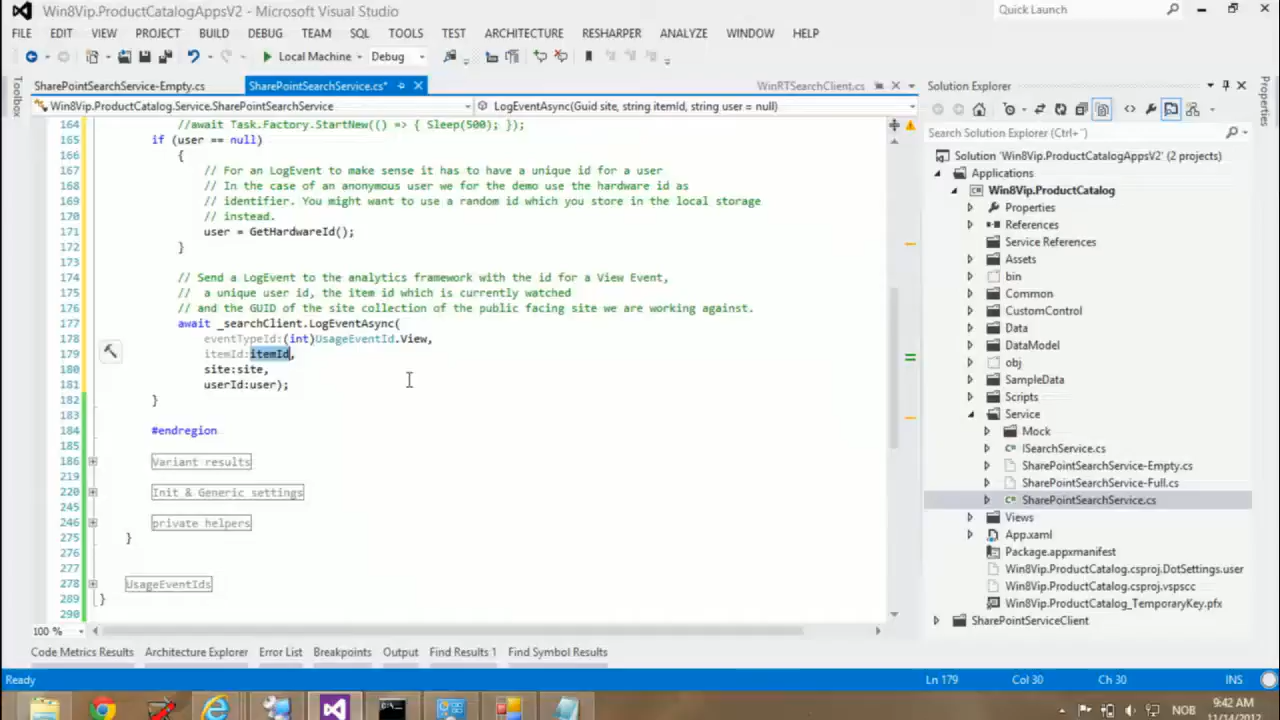 Win8Vip.ProductCatalogAppsV2 - Microsoft Visual Studio
Quick Launch
FILE EDIT VIEW PROJECT BUILD DEBUG TEAM SQL TOOLS TEST ARCHITECTURE RESHARPER ANALYZE WINDOW HELP
Local Machine Debug
Toolbox
SharePointSearchService-Empty.cs SharePointSearchService.cs* WinRTSearchClient.cs
Win8Vip.ProductCatalog.Service.SharePointSearchService LogEventAsync(Guid site, string itemId, string user = null)
164 //await Task.Factory.StartNew(() => { Sleep(500); });
165 if (user == null)
166 {
167 // For an LogEvent to make sense it has to have a unique id for a user
168 // In the case of an anonymous user we for the demo use the hardware id as
169 // identifier. You might want to use a random id which you store in the local storage
170 // instead.
171 user = GetHardwareId();
172 }
173
174 // Send a LogEvent to the analytics framework with the id for a View Event,
175 // a unique user id, the item id which is currently watched
176 // and the GUID of the site collection of the public facing site we are working against.
177 await _searchClient.LogEventAsync(
178 eventTypeId:(int)UsageEventId.View,
179 itemId:itemId,
180 site:site,
181 userId:user);
182 }
183
184 #endregion
185
186 Variant results
219
220 Init & Generic settings
245
246 private helpers
275 }
276
277
278 UsageEventIds
289 }
290
100 %
Solution Explorer
Search Solution Explorer (Ctrl+¨)
Solution 'Win8Vip.ProductCatalogAppsV2' (2 projects)
Applications
Win8Vip.ProductCatalog
Properties
References
Service References
Assets
bin
Common
CustomControl
Data
DataModel
obj
SampleData
Scripts
Service
Mock
ISearchService.cs
SharePointSearchService-Empty.cs
SharePointSearchService-Full.cs
SharePointSearchService.cs
Views
App.xaml
Package.appxmanifest
Win8Vip.ProductCatalog.csproj.DotSettings.user
Win8Vip.ProductCatalog.csproj.vspscc
Win8Vip.ProductCatalog_TemporaryKey.pfx
SharePointServiceClient
Properties
Code Metrics Results Architecture Explorer Error List Breakpoints Output Find Results 1 Find Symbol Results
Ready Ln 179 Col 30 Ch 30 INS
NOB
9:42 AM